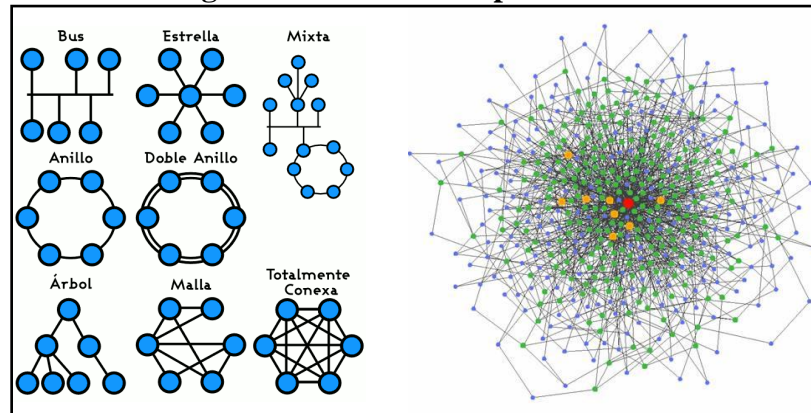 Bus
Estrella
Mixta
Anillo
Doble Anillo
Árbol
Malla
Totalmente
Conexa